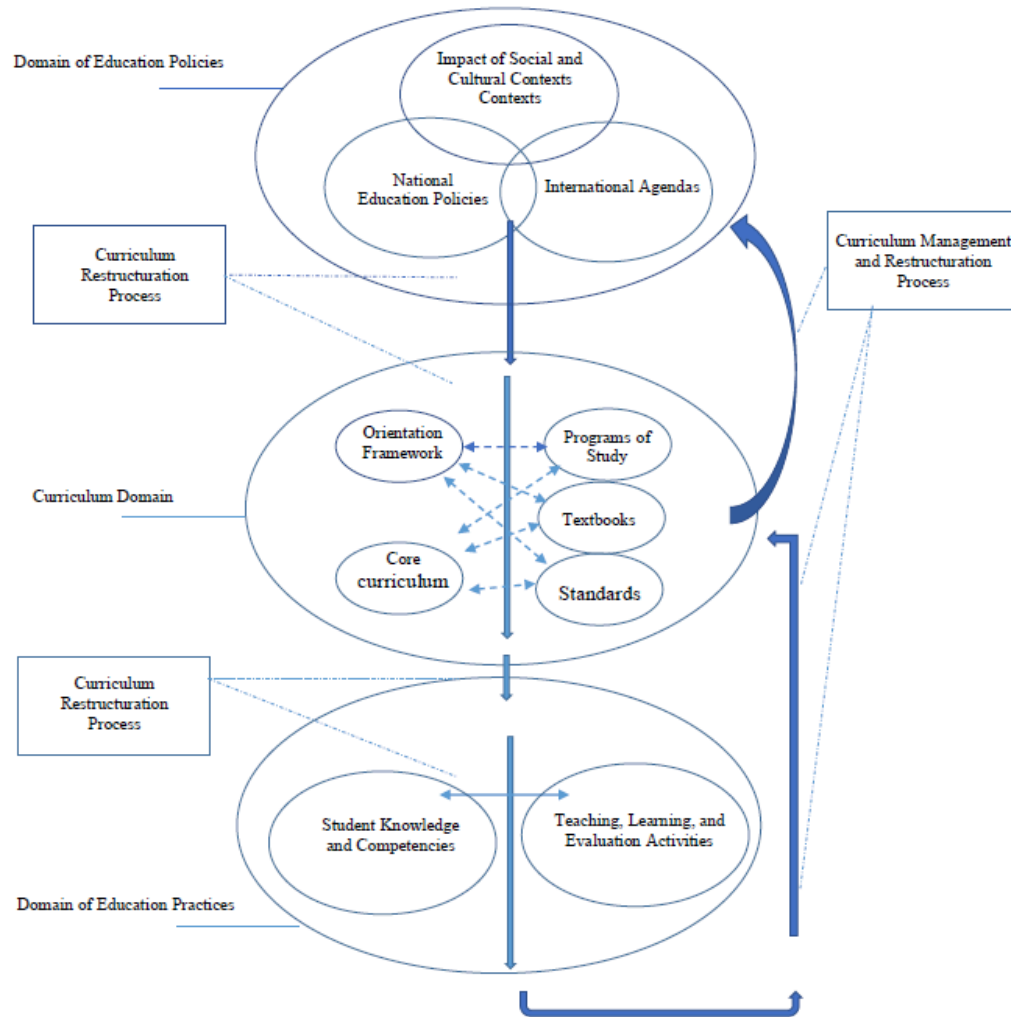 Impact of Social and
Cultural Contexts
Contexts
Domain of Education Policies
National
Education Policies
International Agendas
Curriculum
Restructuration
Process
Curriculum Management
and Restructuration
Process
Orientation
Framework
Programs of
Study
Curriculum Domain
Textbooks
Core
curriculum
Standards
Curriculum
Restructuration
Process
Student Knowledge
and Competencies
Teaching, Learning, and
Evaluation Activities
Domain of Education Practices